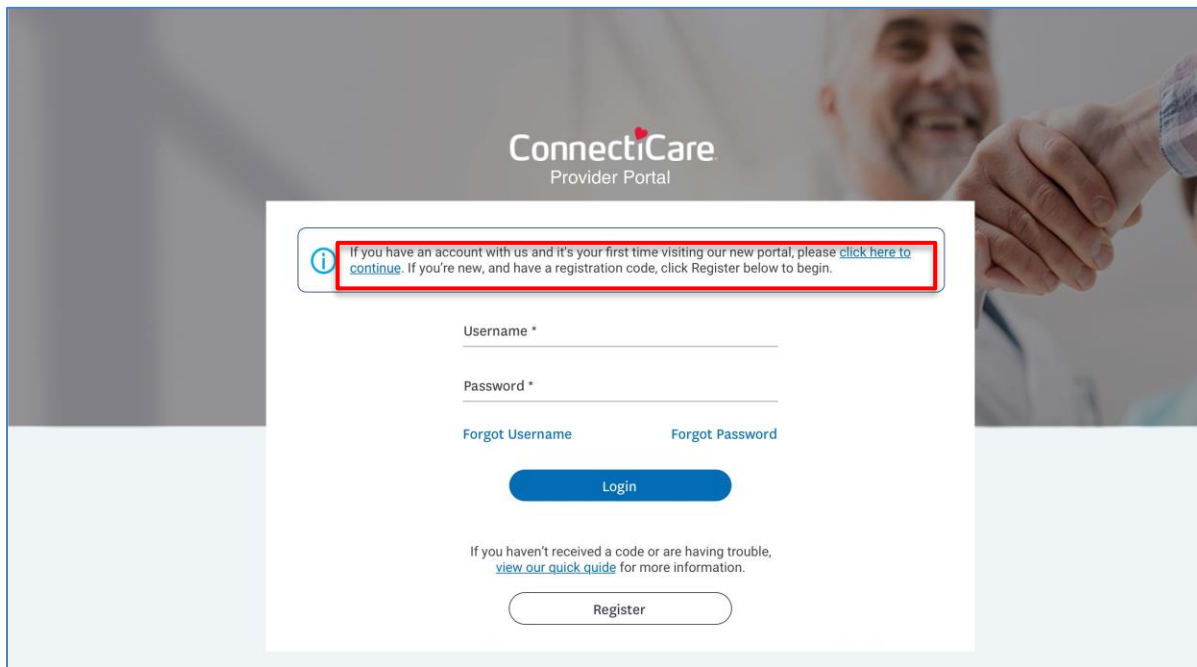 ConnectiCare.
Provider Portal
If you have an account with us and it's your first time visiting our new portal, please click here to
continue. If you're new, and have a registration code, click Register below to begin.
Username *
Password *
Forgot Username Forgot Password
Login
If you haven't received a code or are having trouble,
view our quick quide for more information.
Register